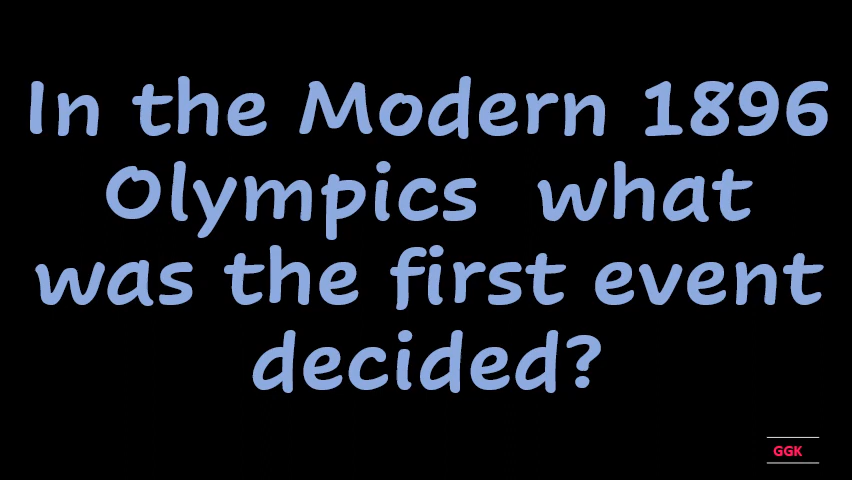 In the Modern 1896
Olympics what
was the first event
decided?
GGK